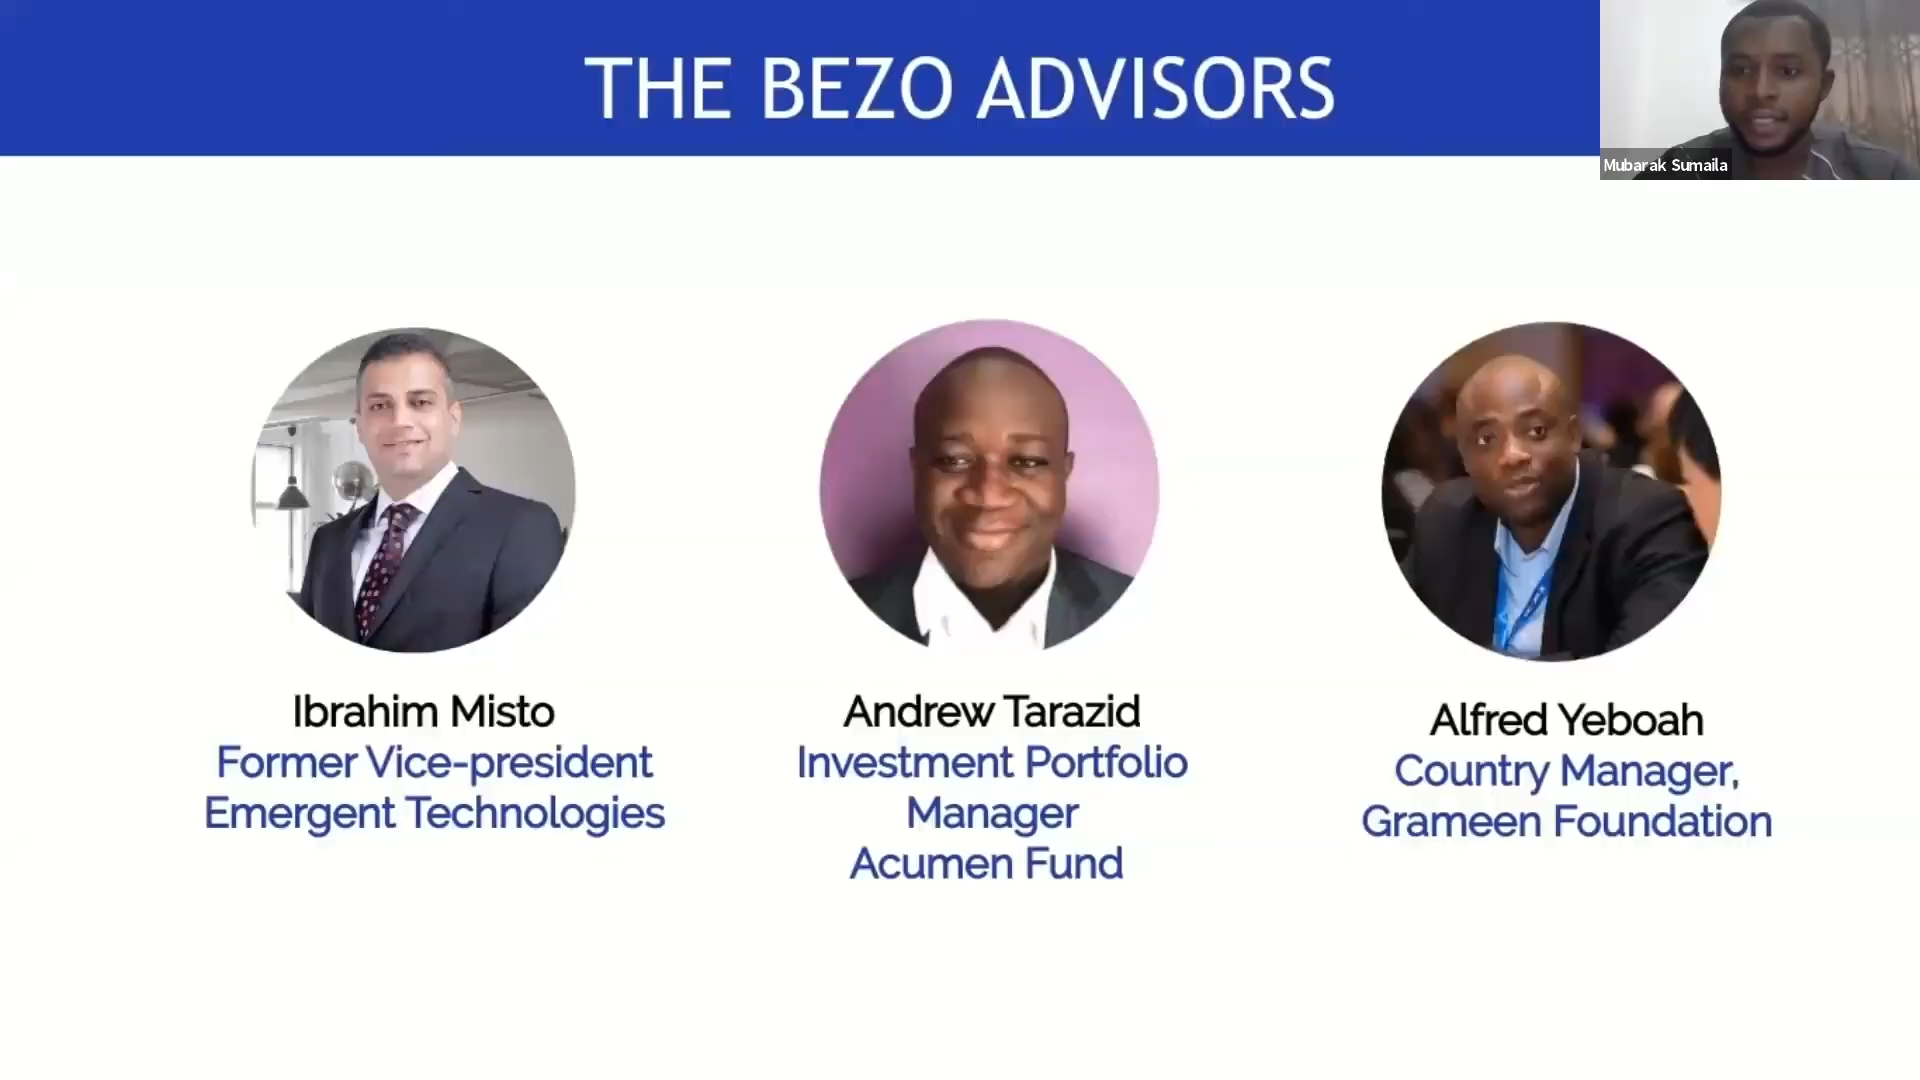 THE BEZO ADVISORS
Mubarak Sumaila
Ibrahim Misto
Former Vice-president
Emergent Technologies
Andrew Tarazid
Investment Portfolio
Manager
Acumen Fund
Alfred Yeboah
Country Manager,
Grameen Foundation